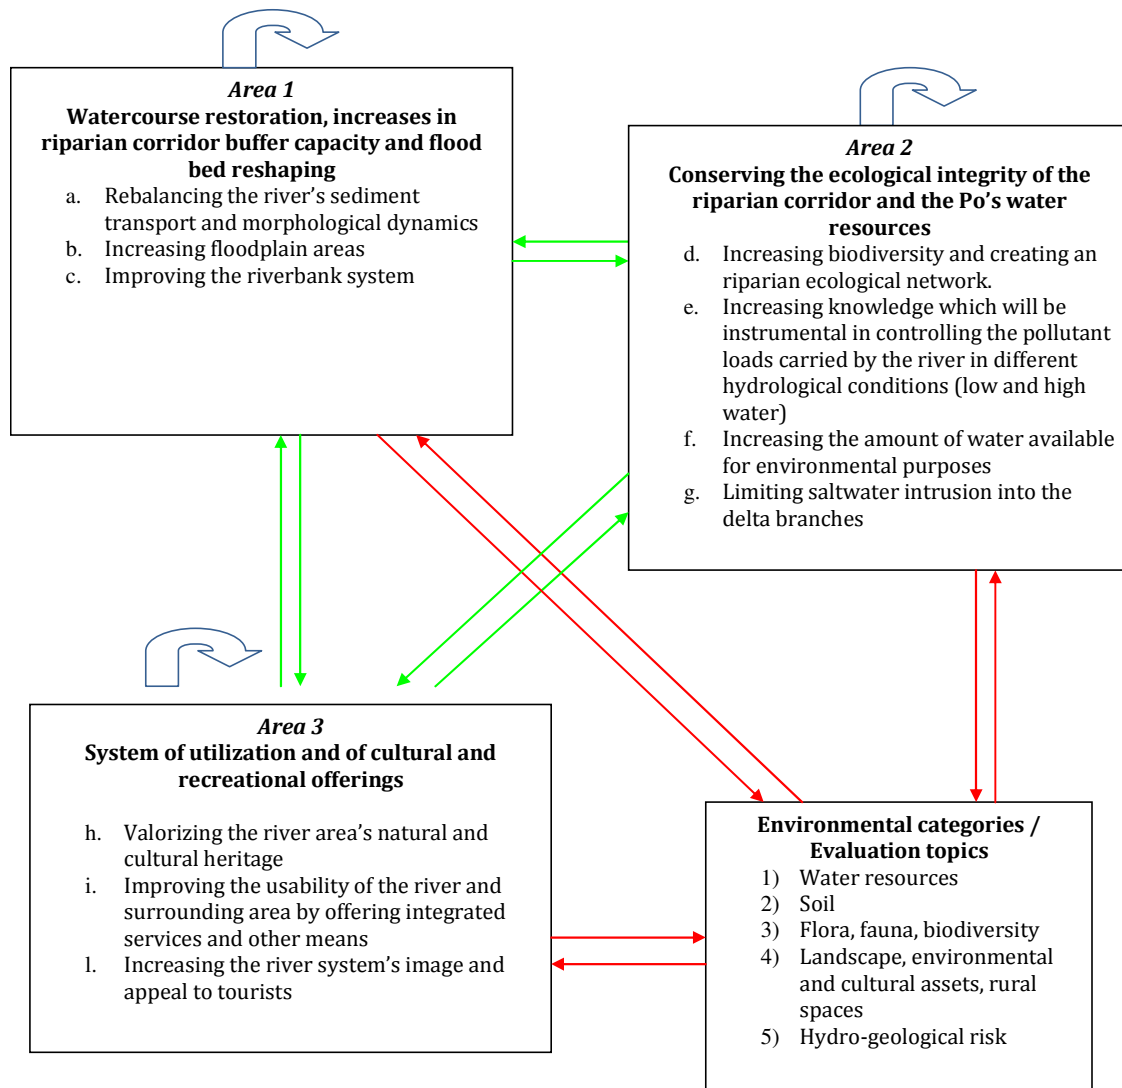 Area 1
Watercourse restoration, increases in
riparian corridor buffer capacity and flood
bed reshaping
a. Rebalancing the river's sediment
transport and morphological dynamics
b. Increasing floodplain areas
c. Improving the riverbank system
Area 2
Conserving the ecological integrity of the
riparian corridor and the Po's water
resources
d. Increasing biodiversity and creating an
riparian ecological network.
e. Increasing knowledge which will be
instrumental in controlling the pollutant
loads carried by the river in different
hydrological conditions (low and high
water)
f. Increasing the amount of water available
for environmental purposes
g. Limiting saltwater intrusion into the
delta branches
Area 3
System of utilization and of cultural and
recreational offerings
h. Valorizing the river area's natural and
cultural heritage
i. Improving the usability of the river and
surrounding area by offering integrated
services and other means
l. Increasing the river system's image and
appeal to tourists
Environmental categories /
Evaluation topics
1) Water resources
2) Soil
3) Flora, fauna, biodiversity
4) Landscape, environmental
and cultural assets, rural
spaces
5) Hydro-geological risk